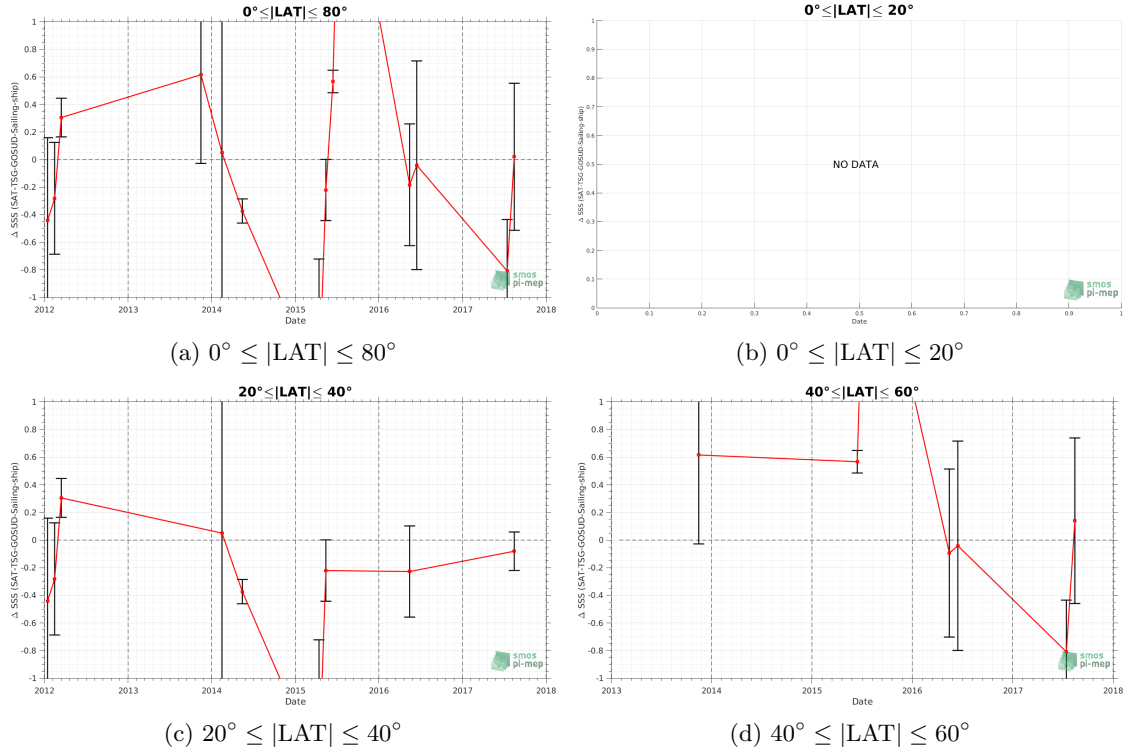 0°≤|LAT|≤ 80°
Δ SSS (SAT-TSG-GOSUD-Sailing-ship)
1
0.8
0.6
0.4
0.2
0
-0.2
-0.4
-0.6
-0.8
-1
2012 2013 2014 2015 2016 2017 2018
Date
smos
pi-mep
(a) 0° ≤ |LAT| ≤ 80°
0°≤|LAT|≤ 20°
Δ SSS (SAT-TSG-GOSUD-Sailing-ship)
1
0.9
0.8
0.7
0.6
0.5
0.4
0.3
0.2
0.1
0
NO DATA
0 0.1 0.2 0.3 0.4 0.5 0.6 0.7 0.8 0.9 1
Date
smos
pi-mep
(b) 0° ≤ |LAT| ≤ 20°
20°≤|LAT|≤ 40°
Δ SSS (SAT-TSG-GOSUD-Sailing-ship)
1
0.8
0.6
0.4
0.2
0
-0.2
-0.4
-0.6
-0.8
-1
2012 2013 2014 2015 2016 2017 2018
Date
smos
pi-mep
(c) 20° ≤ |LAT| ≤ 40°
40°≤|LAT|≤ 60°
Δ SSS (SAT-TSG-GOSUD-Sailing-ship)
1
0.8
0.6
0.4
0.2
0
-0.2
-0.4
-0.6
-0.8
-1
2013 2014 2015 2016 2017 2018
Date
smos
pi-mep
(d) 40° ≤ |LAT| ≤ 60°